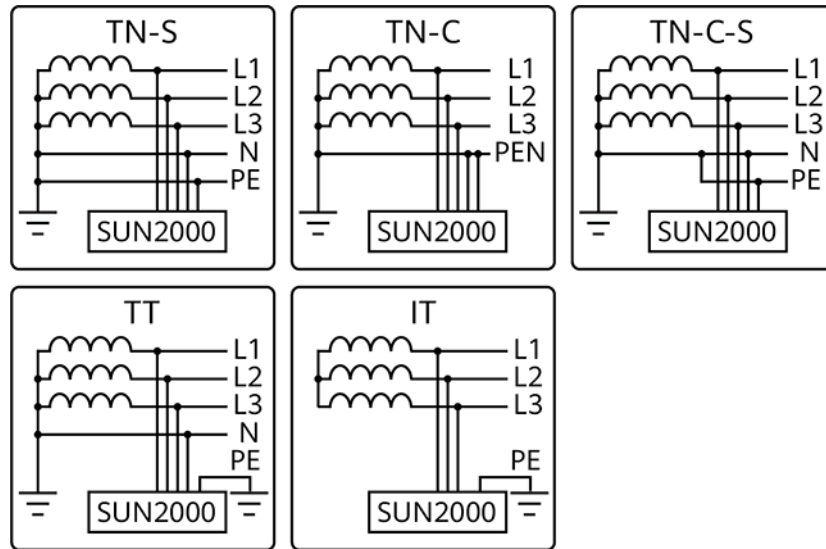 TN-S
L1
L2
L3
N
PE
SUN2000
TN-C
L1
L2
L3
PEN
SUN2000
TN-C-S
L1
L2
L3
N
PE
SUN2000
TT
L1
L2
L3
N
PE
SUN2000
IT
L1
L2
L3
PE
SUN2000